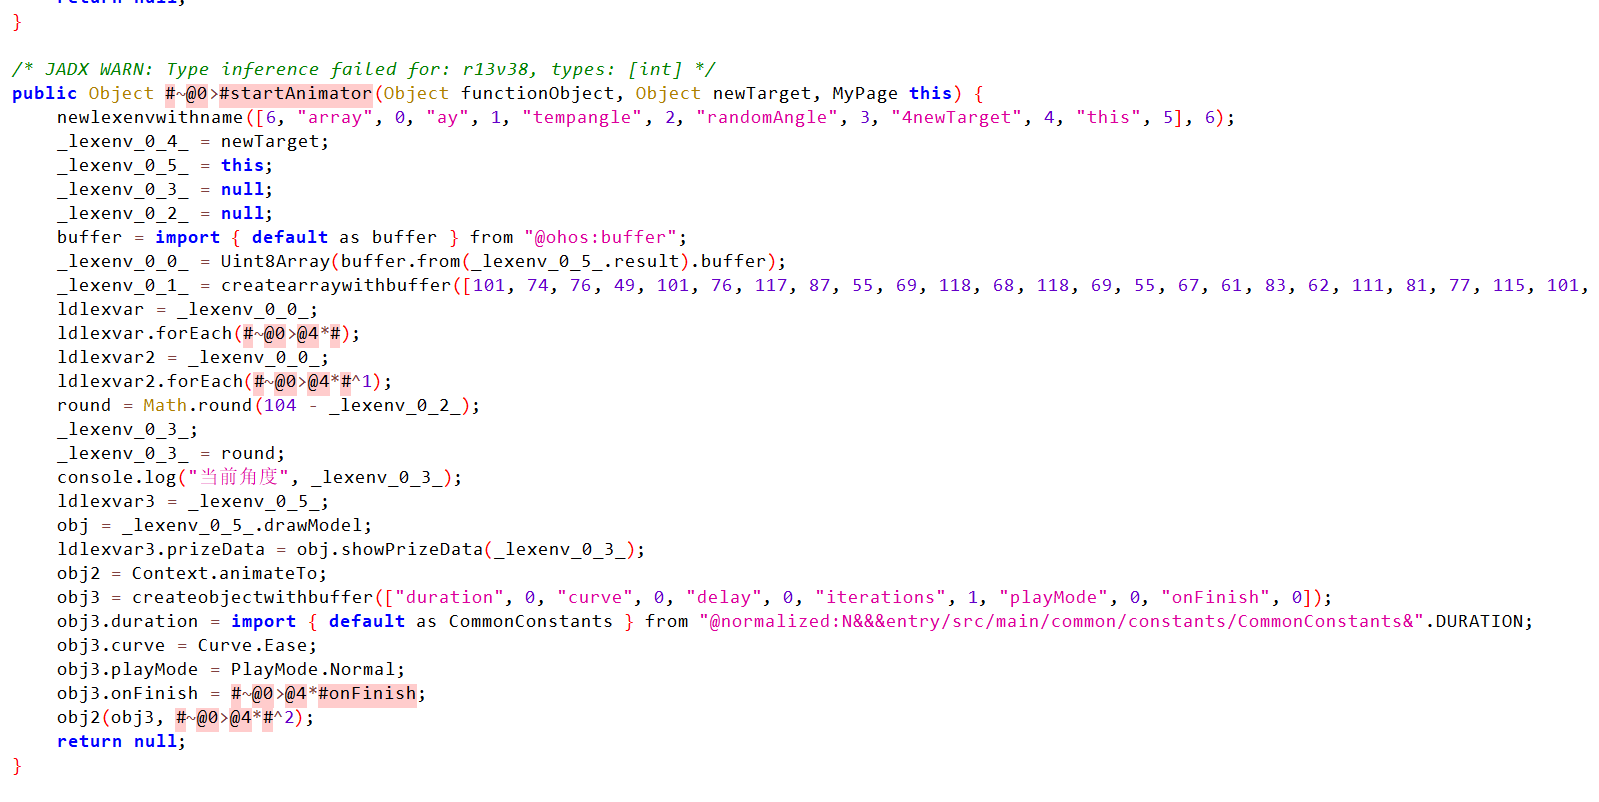 return null;
}
/* JADX WARN: Type inference failed for: r13v38, types: [int] */
public Object #~@0>#startAnimator(Object functionObject, Object newTarget, MyPage this) {
newlexenvwithname([6, "array", 0, "ay", 1, "tempangle", 2, "randomAngle", 3, "4newTarget", 4, "this", 5], 6);
_lexenv_0_4_ = newTarget;
_lexenv_0_5_ = this;
_lexenv_0_3_ = null;
_lexenv_0_2_ = null;
buffer = import { default as buffer } from "@ohos:buffer";
_lexenv_0_0_ = Uint8Array(buffer.from(_lexenv_0_5_.result).buffer);
_lexenv_0_1_ = createarraywithbuffer([101, 74, 76, 49, 101, 76, 117, 87, 55, 69, 118, 68, 118, 69, 55, 67, 61, 83, 62, 111, 81, 77, 115, 101,
ldlexvar = _lexenv_0_0_;
ldlexvar.forEach(#~@0>@4*#);
ldlexvar2 = _lexenv_0_0_;
ldlexvar2.forEach(#~@0>@4*#^1);
round = Math.round(104 - _lexenv_0_2_);
_lexenv_0_3_;
_lexenv_0_3_ = round;
console.log("当前角度", _lexenv_0_3_);
ldlexvar3 = _lexenv_0_5_;
obj = _lexenv_0_5_.drawModel;
ldlexvar3.prizeData = obj.showPrizeData(_lexenv_0_3_);
obj2 = Context.animateTo;
obj3 = createobjectwithbuffer(["duration", 0, "curve", 0, "delay", 0, "iterations", 1, "playMode", 0, "onFinish", 0]);
obj3.duration = import { default as CommonConstants } from "@normalized:N&&&entry/src/main/common/constants/CommonConstants&".DURATION;
obj3.curve = Curve.Ease;
obj3.playMode = PlayMode.Normal;
obj3.onFinish = #~@0>@4*#onFinish;
obj2(obj3, #~@0>@4*#^2);
return null;
}